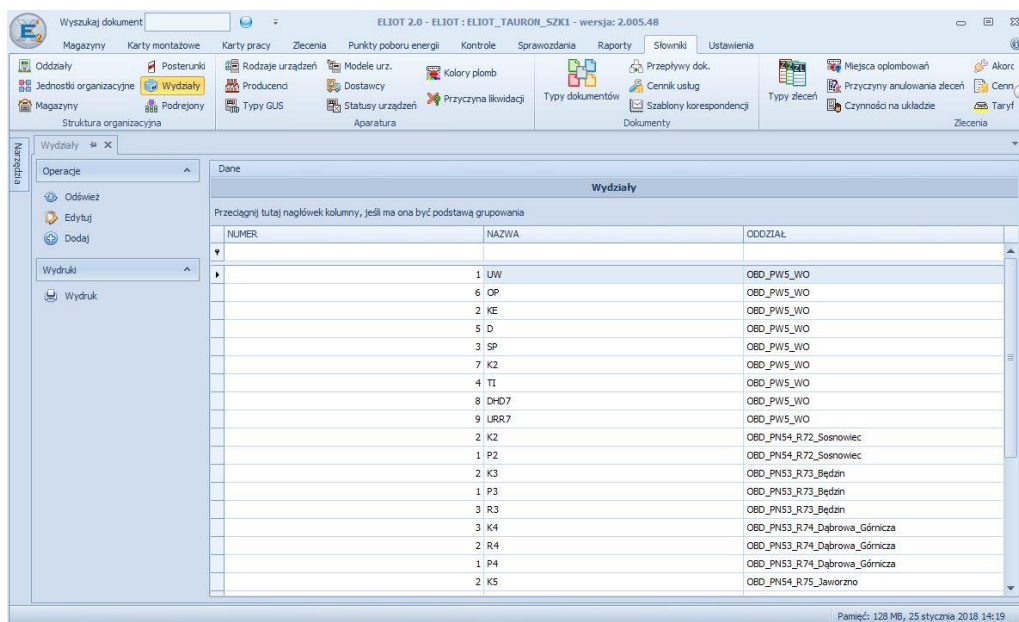 Wyszukaj dokument
ELIOT 2.0 - ELIOT : ELIOT_TAURON_SZK1 - wersja: 2.005.48
Magazyny Karty montażowe Karty pracy Zlecenia Punkty poboru energii Kontrole Sprawozdania Raporty Słowniki Ustawienia
Oddziały Posterunki Rodzaje urządzeń Modele urz. Kolory plomb Przepływy dok. Miejsca oplombowań Akorc
Jednostki organizacyjne Wydziały Producenci Dostawcy Przyczyna likwidacji Typy dokumentów Cennik usług Typy zleceń Przyczyny anulowania zleceń Cenn
Magazyny Podrejony Typy GUS Statusy urządzeń Szablony korespondencji Czynności na układzie Taryf
Struktura organizacyjna Aparatura Dokumenty Zlecenia
Narzędzia
Wydziały
Operacje
Odśwież
Edytuj
Dodaj
Wydruki
Wydruk
Dane
Wydziały
Przeciągnij tutaj nagłówek kolumny, jeśli ma ona być podstawą grupowania
NUMER NAZWA ODDZIAŁ
1 UW OBD_PW5_WO
6 OP OBD_PW5_WO
2 KE OBD_PW5_WO
5 D OBD_PW5_WO
3 SP OBD_PW5_WO
7 K2 OBD_PW5_WO
4 TI OBD_PW5_WO
8 DHD7 OBD_PW5_WO
9 URR7 OBD_PW5_WO
2 K2 OBD_PN54_R72_Sosnowiec
1 P2 OBD_PN54_R72_Sosnowiec
2 K3 OBD_PN53_R73_Będzin
1 P3 OBD_PN53_R73_Będzin
3 R3 OBD_PN53_R73_Będzin
3 K4 OBD_PN53_R74_Dąbrowa_Górnicza
2 R4 OBD_PN53_R74_Dąbrowa_Górnicza
1 P4 OBD_PN53_R74_Dąbrowa_Górnicza
2 K5 OBD_PN54_R75_Jaworzno
Pamięć: 128 MB, 25 stycznia 2018 14:19